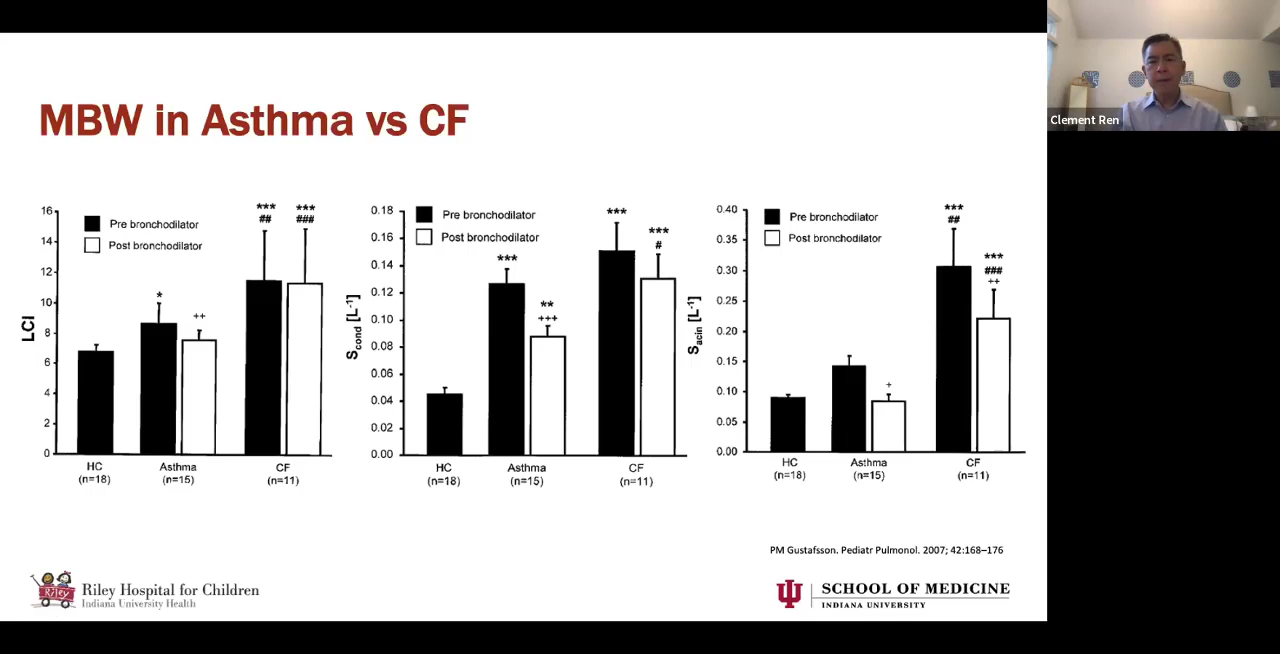 Clement Ren
MBW in Asthma vs CF
LCI
16
14
12
10
8
6
4
2
0
Pre bronchodilator
Post bronchodilator
*
++
***
##
***
###
HC
(n=18)
Asthma
(n=15)
CF
(n=11)
Scond [L-1]
0.18
0.16
0.14
0.12
0.10
0.08
0.06
0.04
0.02
0.00
Pre bronchodilator
Post bronchodilator
***
**
+++
***
***
#
HC
(n=18)
Asthma
(n=15)
CF
(n=11)
Sacin [L-1]
0.40
0.35
0.30
0.25
0.20
0.15
0.10
0.05
0.00
Pre bronchodilator
Post bronchodilator
+
***
##
***
###
++
HC
(n=18)
Asthma
(n=15)
CF
(n=11)
PM Gustafsson. Pediatr Pulmonol. 2007; 42:168–176
Riley
Riley Hospital for Children
Indiana University Health
SCHOOL OF MEDICINE
INDIANA UNIVERSITY